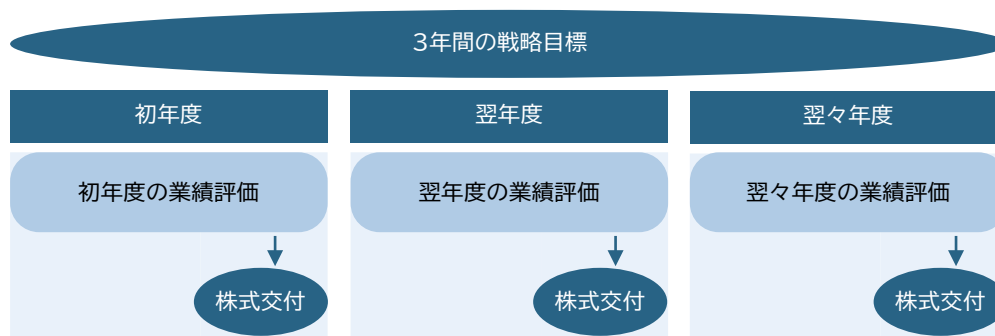 ３年間の戦略目標
初年度
翌年度
翌々年度
初年度の業績評価
翌年度の業績評価
翌々年度の業績評価
株式交付
株式交付
株式交付